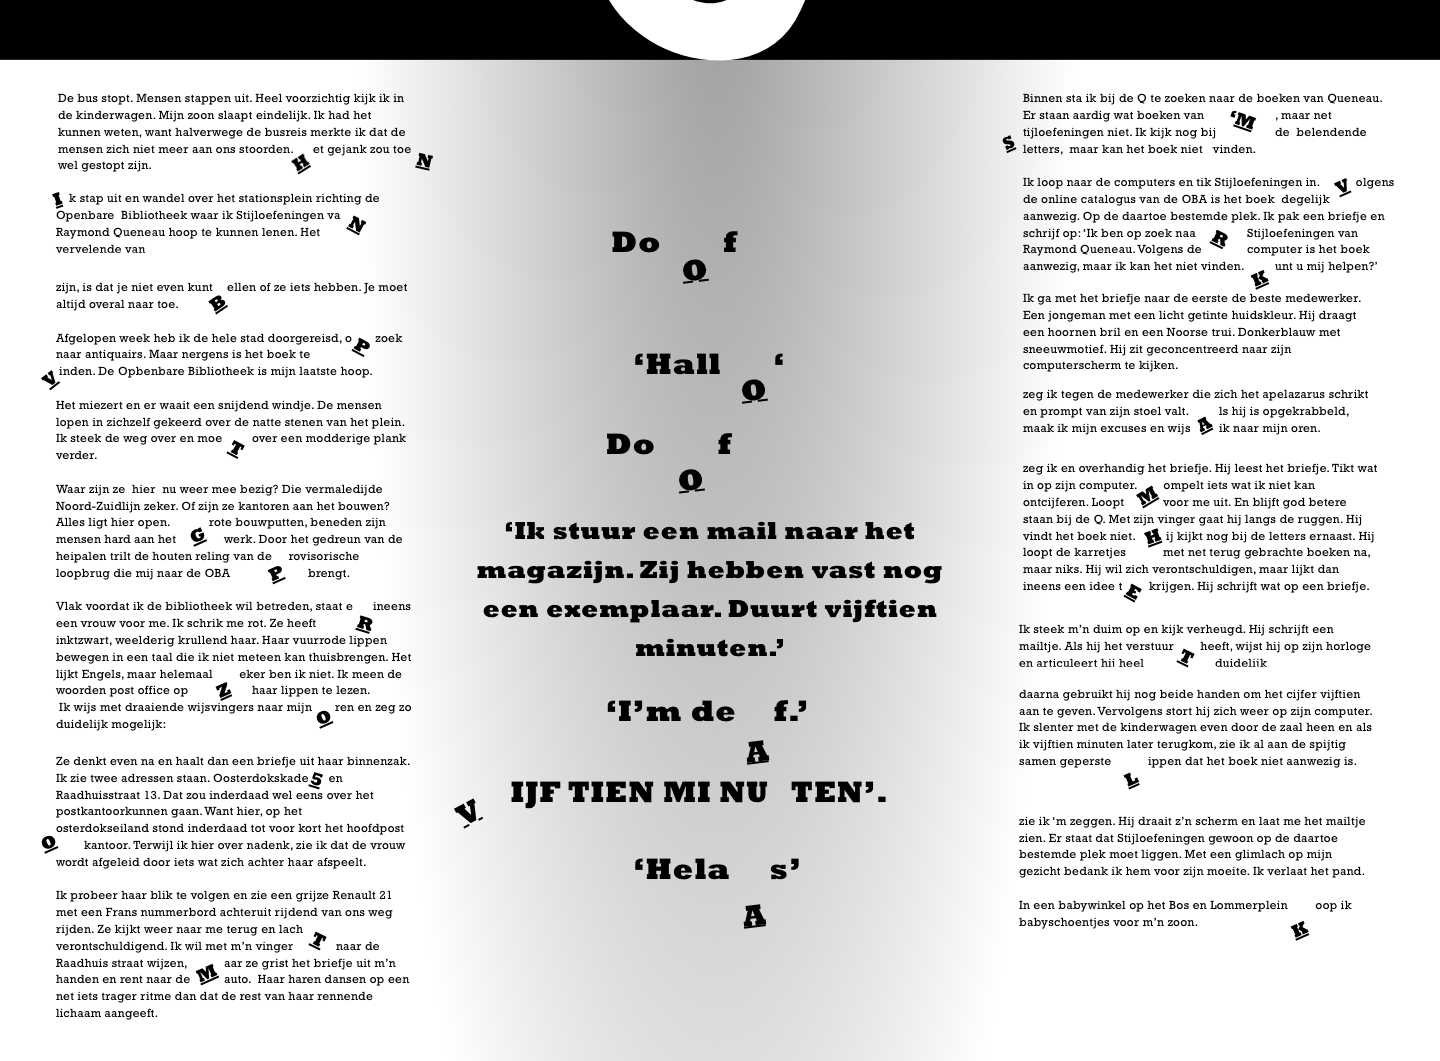 De bus stopt. Mensen stappen uit. Heel voorzichtig kijk ik in
de kinderwagen. Mijn zoon slaapt eindelijk. Ik had het
kunnen weten, want halverwege de busreis merkte ik dat de
mensen zich niet meer aan ons stoorden. Het gejank zou toen
wel gestopt zijn.
Ik stap uit en wandel over het stationsplein richting de
Openbare Bibliotheek waar ik Stijloefeningen van
Raymond Queneau hoop te kunnen lenen. Het
vervelende van
zijn, is dat je niet even kunt Bellen of ze iets hebben. Je moet
altijd overal naar toe.
Afgelopen week heb ik de hele stad doorgereisd, oP zoek
naar antiquairs. Maar nergens is het boek te
Vinden. De Opbenbare Bibliotheek is mijn laatste hoop.
Het miezert en er waait een snijdend windje. De mensen
lopen in zichzelf gekeerd over de natte stenen van het plein.
Ik steek de weg over en moeT over een modderige plank
verder.
Waar zijn ze hier nu weer mee bezig? Die vermaledijde
Noord-Zuidlijn zeker. Of zijn ze kantoren aan het bouwen?
Alles ligt hier open. Grote bouwputten, beneden zijn
mensen hard aan het werk. Door het gedreun van de
heipalen trilt de houten reling van de Provisorische
loopbrug die mij naar de OBA brengt.
Vlak voordat ik de bibliotheek wil betreden, staat eR ineens
een vrouw voor me. Ik schrik me rot. Ze heeft
inktzwart, weelderig krullend haar. Haar vuurrode lippen
bewegen in een taal die ik niet meteen kan thuisbrengen. Het
lijkt Engels, maar helemaal Zeker ben ik niet. Ik meen de
woorden post office op haar lippen te lezen.
Ik wijs met draaiende wijsvingers naar mijn Oren en zeg zo
duidelijk mogelijk:
Ze denkt even na en haalt dan een briefje uit haar binnenzak.
Ik zie twee adressen staan. Oosterdokskade 5 en
Raadhuisstraat 13. Dat zou inderdaad wel eens over het
postkantoorkunnen gaan. Want hier, op het
Oosterdokseiland stond inderdaad tot voor kort het hoofdpost
kantoor. Terwijl ik hier over nadenk, zie ik dat de vrouw
wordt afgeleid door iets wat zich achter haar afspeelt.
Ik probeer haar blik te volgen en zie een grijze Renault 21
met een Frans nummerbord achteruit rijdend van ons weg
rijden. Ze kijkt weer naar me terug en lachT
verontschuldigend. Ik wil met m’n vinger naar de
Raadhuis straat wijzen, Maar ze grist het briefje uit m’n
handen en rent naar de auto. Haar haren dansen op een
net iets trager ritme dan dat de rest van haar rennende
lichaam aangeeft.
DoOf
‘HallO‘
DoOf
‘Ik stuur een mail naar het
magazijn. Zij hebben vast nog
een exemplaar. Duurt vijftien
minuten.’
‘I’m deAf.’
VIJF TIEN MI NU TEN’.
‘HelaAs’
Binnen sta ik bij de Q te zoeken naar de boeken van Queneau.
Er staan aardig wat boeken van ‘M, maar net
Stijloefeningen niet. Ik kijk nog bij de belendende
letters, maar kan het boek niet vinden.
Ik loop naar de computers en tik Stijloefeningen in. Volgens
de online catalogus van de OBA is het boek degelijk
aanwezig. Op de daartoe bestemde plek. Ik pak een briefje en
schrijf op: ‘Ik ben op zoek naaR Stijloefeningen van
Raymond Queneau. Volgens de computer is het boek
aanwezig, maar ik kan het niet vinden. Kunt u mij helpen?’
Ik ga met het briefje naar de eerste de beste medewerker.
Een jongeman met een licht getinte huidskleur. Hij draagt
een hoornen bril en een Noorse trui. Donkerblauw met
sneeuwmotief. Hij zit geconcentreerd naar zijn
computerscherm te kijken.
zeg ik tegen de medewerker die zich het apelazarus schrikt
en prompt van zijn stoel valt. Als hij is opgekrabbeld,
maak ik mijn excuses en wijs ik naar mijn oren.
zeg ik en overhandig het briefje. Hij leest het briefje. Tikt wat
in op zijn computer. Mompelt iets wat ik niet kan
ontcijferen. Loopt voor me uit. En blijft god betere
staan bij de Q. Met zijn vinger gaat hij langs de ruggen. Hij
vindt het boek niet. Hij kijkt nog bij de letters ernaast. Hij
loopt de karretjes met net terug gebrachte boeken na,
maar niks. Hij wil zich verontschuldigen, maar lijkt dan
ineens een idee tE krijgen. Hij schrijft wat op een briefje.
Ik steek m’n duim op en kijk verheugd. Hij schrijft een
mailtje. Als hij het verstuurT heeft, wijst hij op zijn horloge
en articuleert hij heel duidelijk
daarna gebruikt hij nog beide handen om het cijfer vijftien
aan te geven. Vervolgens stort hij zich weer op zijn computer.
Ik slenter met de kinderwagen even door de zaal heen en als
ik vijftien minuten later terugkom, zie ik al aan de spijtig
samen geperste Lippen dat het boek niet aanwezig is.
zie ik ‘m zeggen. Hij draait z’n scherm en laat me het mailtje
zien. Er staat dat Stijloefeningen gewoon op de daartoe
bestemde plek moet liggen. Met een glimlach op mijn
gezicht bedank ik hem voor zijn moeite. Ik verlaat het pand.
In een babywinkel op het Bos en Lommerplein Koop ik
babyschoentjes voor m’n zoon.